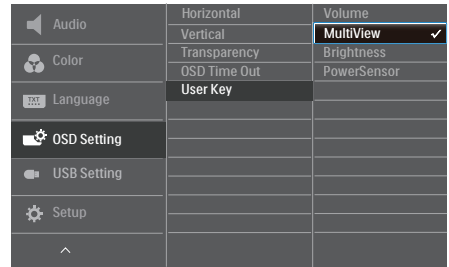 Audio
Color
TXT
Language
OSD Setting
USB Setting
Setup
Horizontal
Vertical
Transparency
OSD Time Out
User Key
Volume
MultiView
Brightness
PowerSensor